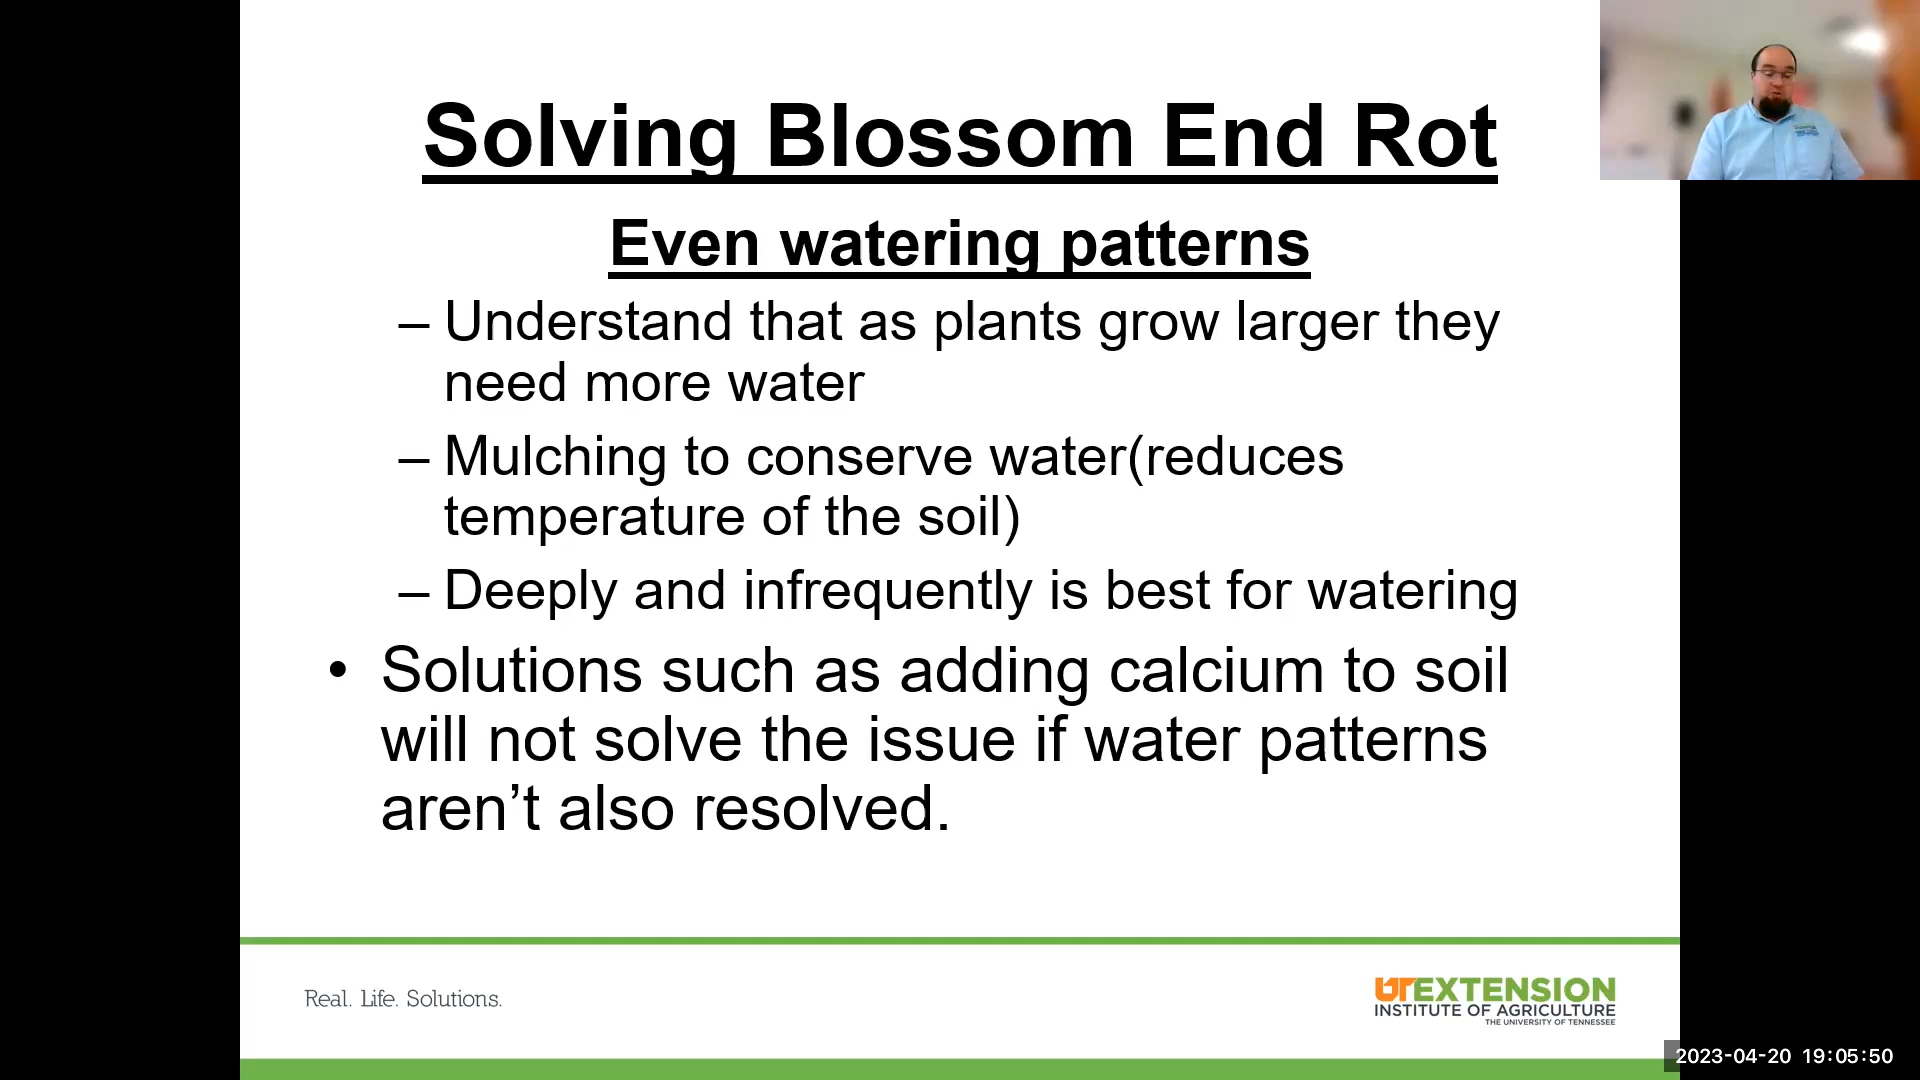 Solving Blossom End Rot
Even watering patterns
– Understand that as plants grow larger they
need more water
– Mulching to conserve water(reduces
temperature of the soil)
– Deeply and infrequently is best for watering
• Solutions such as adding calcium to soil
will not solve the issue if water patterns
aren’t also resolved.
Real. Life. Solutions.
UTEXTENSION
INSTITUTE OF AGRICULTURE
THE UNIVERSITY OF TENNESSEE
2023-04-20 19:05:50